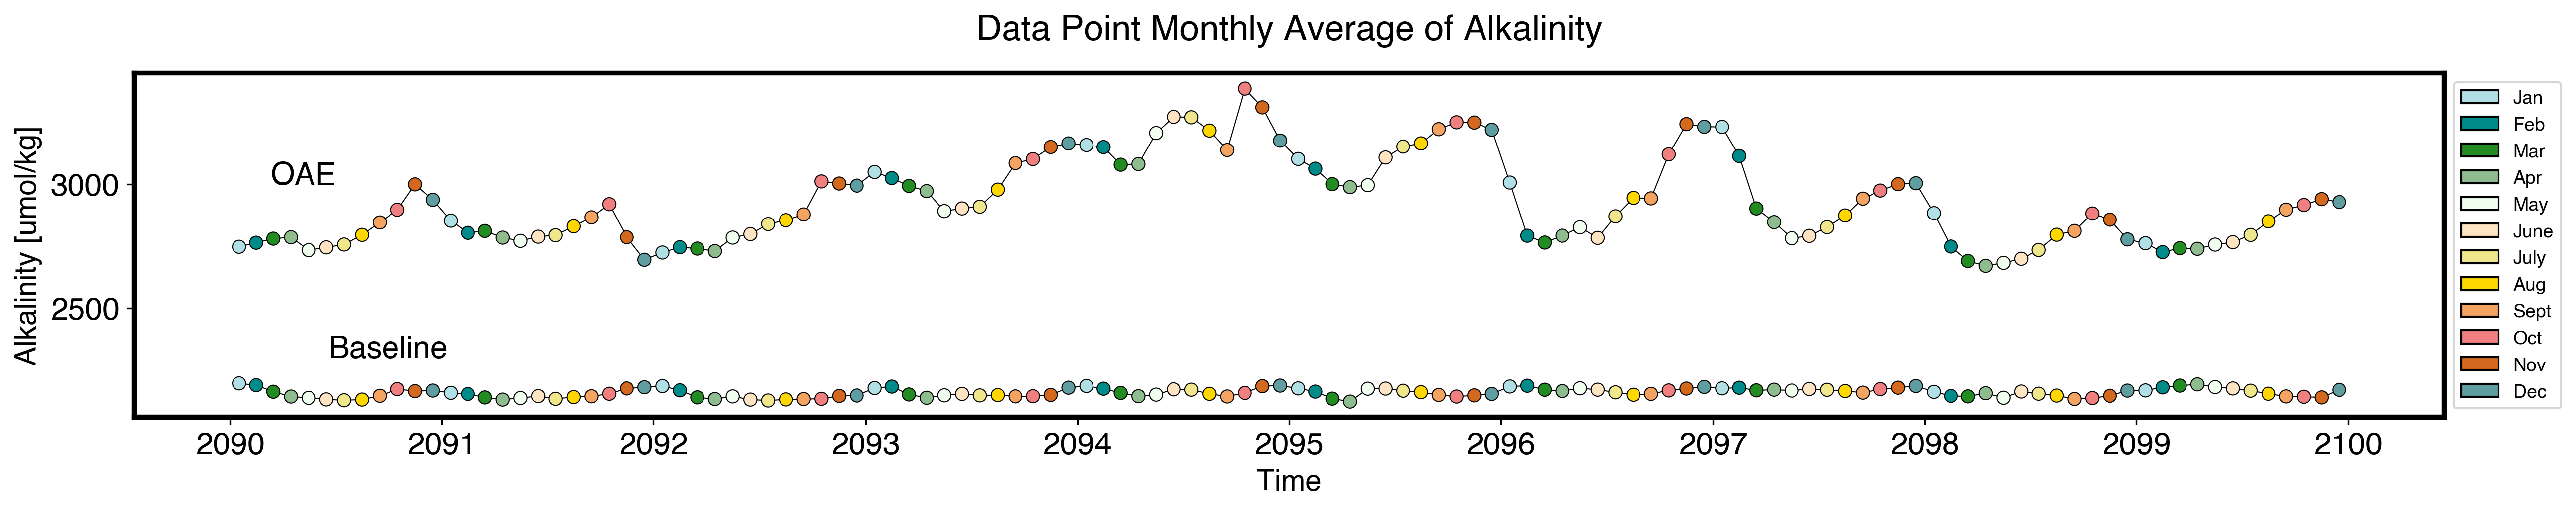 Data Point Monthly Average of Alkalinity
Alkalinity [umol/kg]
3000
2500
OAE
Baseline
2090 2091 2092 2093 2094 2095 2096 2097 2098 2099 2100
Time
Jan
Feb
Mar
Apr
May
June
July
Aug
Sept
Oct
Nov
Dec